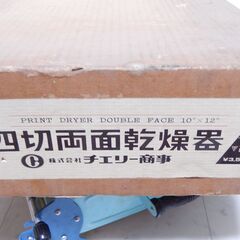 PRINT DRYER DOUBLE FACE 10"×12"
四切両面乾燥器
株式会社 チエリー商事